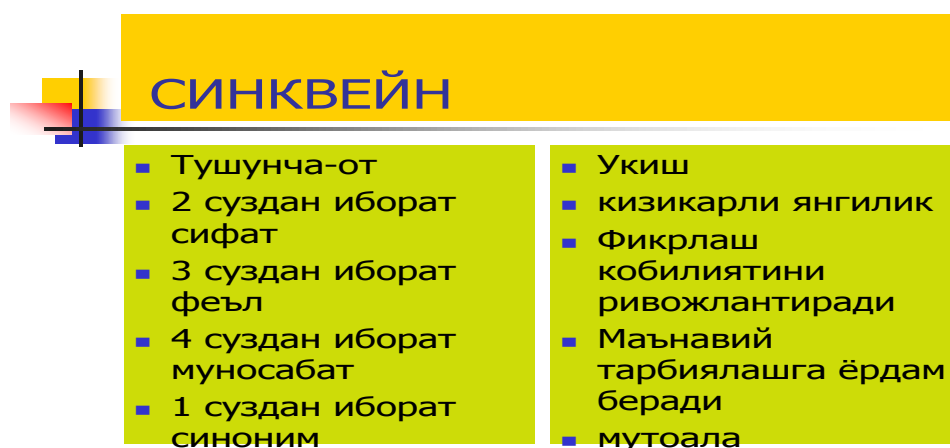 СИНКВЕЙН
Тушунча-от
2 суздан иборат
сифат
3 суздан иборат
феъл
4 суздан иборат
муносабат
1 суздан иборат
синоним
Укиш
кизикарли янгилик
Фикрлаш
кобилиятини
ривожлантиради
Маънавий
тарбиялашга ёрдам
беради
мутоала